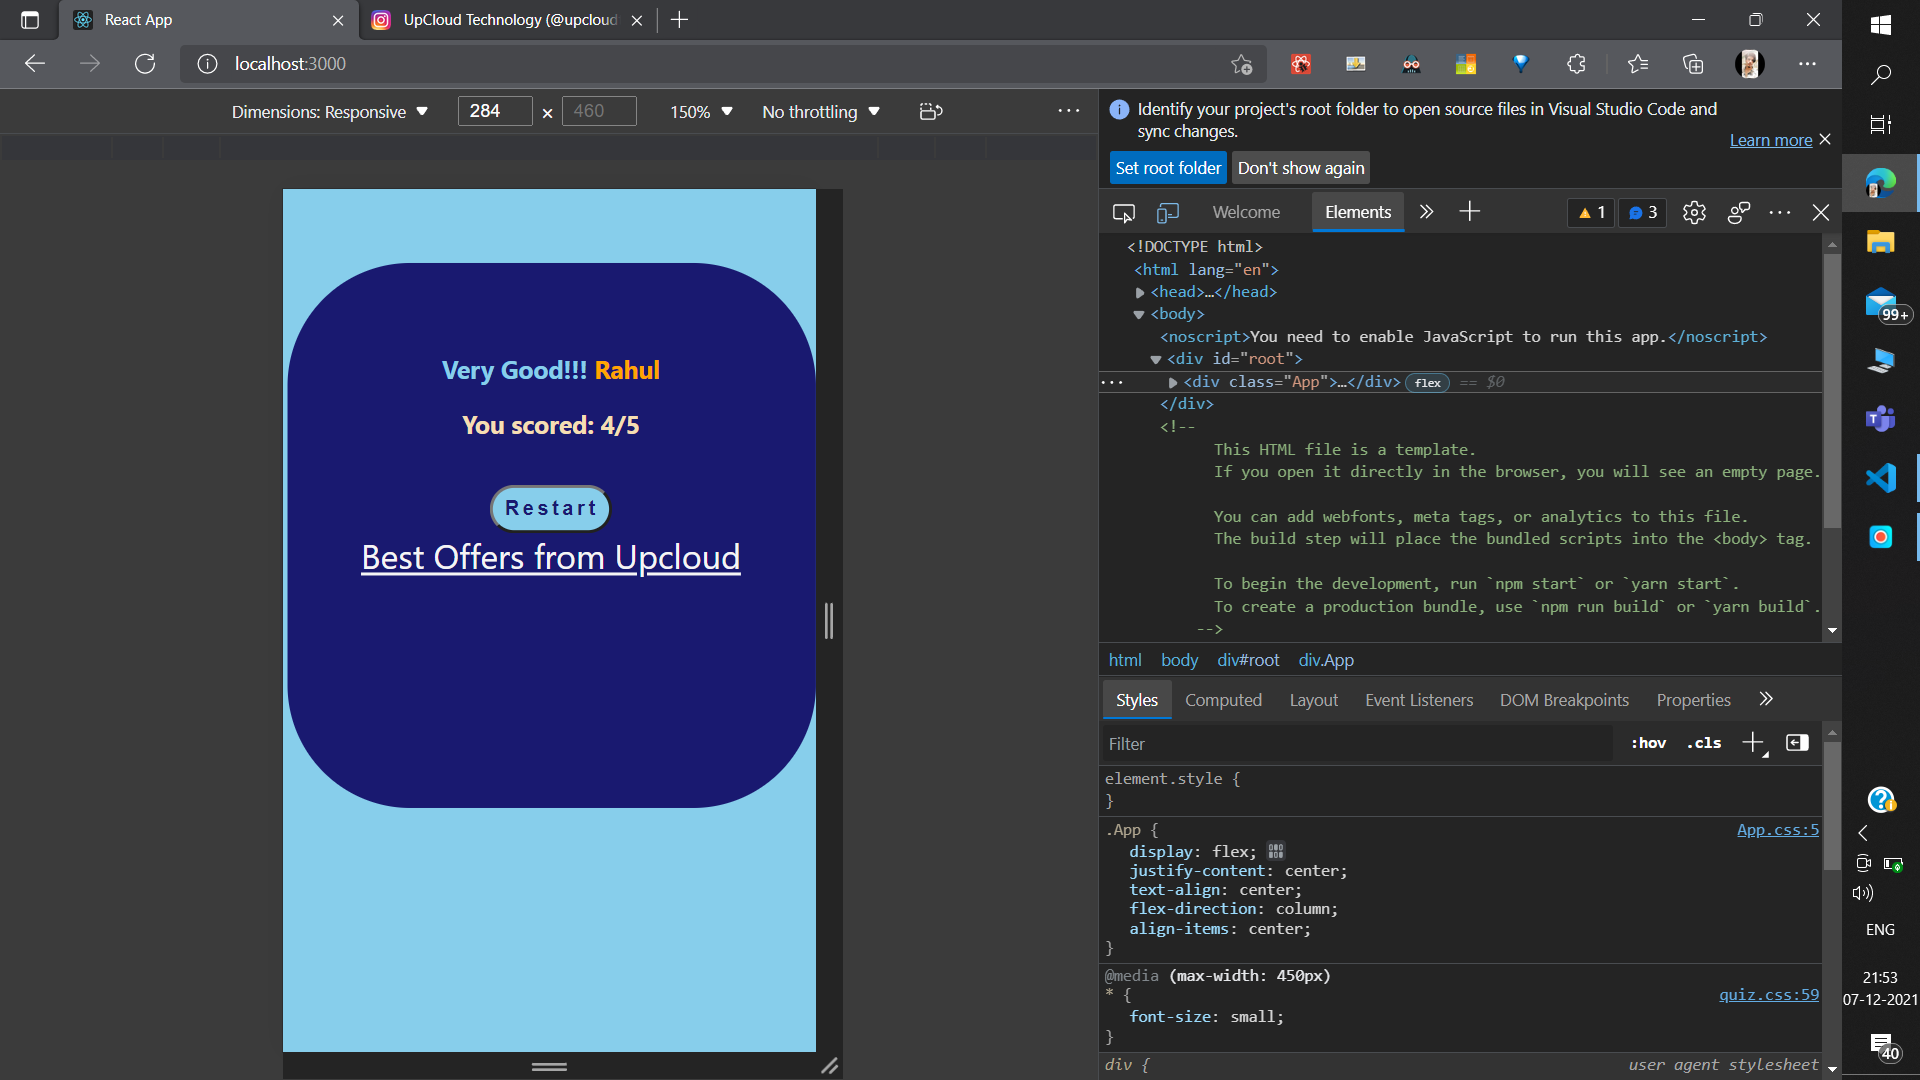 React App
UpCloud Technology (@upcloud
localhost:3000
Dimensions: Responsive
284 × 460
150%
No throttling
Identify your project's root folder to open source files in Visual Studio Code and
sync changes.
Learn more
Set root folder
Don't show again
Welcome
Elements
1
3
<!DOCTYPE html>
<html lang="en">
<head>…</head>
<body>
<noscript>You need to enable JavaScript to run this app.</noscript>
<div id="root">
<div class="App">…</div> flex == $0
</div>
<!--
This HTML file is a template.
If you open it directly in the browser, you will see an empty page.
You can add webfonts, meta tags, or analytics to this file.
The build step will place the bundled scripts into the <body> tag.
To begin the development, run `npm start` or `yarn start`.
To create a production bundle, use `npm run build` or `yarn build`.
-->
html body div#root div.App
Styles
Computed
Layout
Event Listeners
DOM Breakpoints
Properties
Filter
:hov .cls
element.style {
}
.App {
App.css:5
display: flex;
justify-content: center;
text-align: center;
flex-direction: column;
align-items: center;
}
@media (max-width: 450px)
* {
quiz.css:59
font-size: small;
}
div {
user agent stylesheet
Very Good!!! Rahul
You scored: 4/5
Restart
Best Offers from Upcloud
99+
T
ENG
21:53
07-12-2021
40